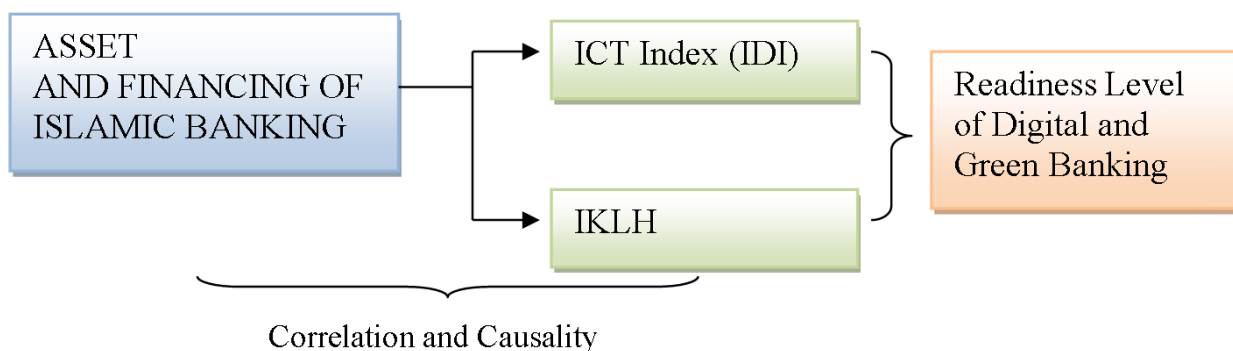 ASSET
AND FINANCING OF
ISLAMIC BANKING
ICT Index (IDI)
IKLH
Readiness Level
of Digital and
Green Banking
Correlation and Causality